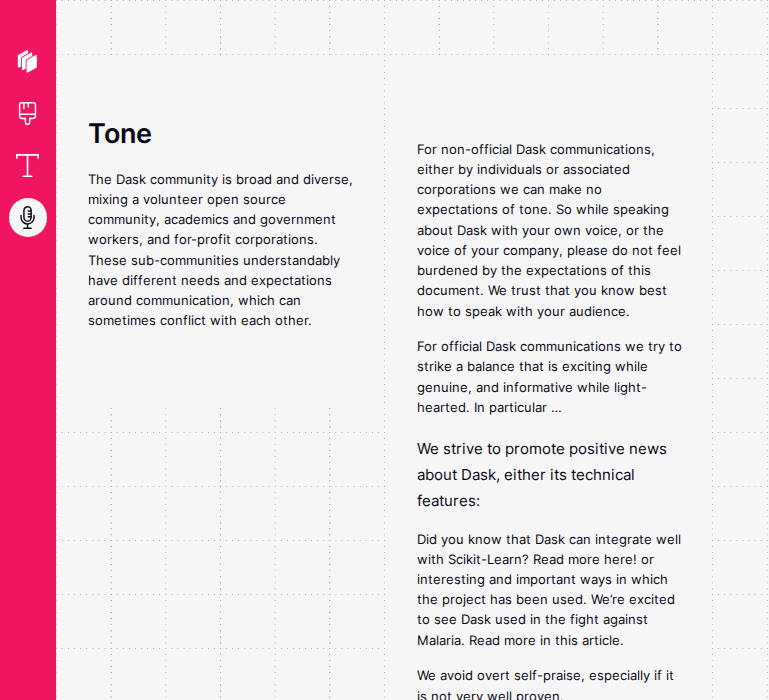 Tone
The Dask community is broad and diverse,
mixing a volunteer open source
community, academics and government
workers, and for-profit corporations.
These sub-communities understandably
have different needs and expectations
around communication, which can
sometimes conflict with each other.
For non-official Dask communications,
either by individuals or associated
corporations we can make no
expectations of tone. So while speaking
about Dask with your own voice, or the
voice of your company, please do not feel
burdened by the expectations of this
document. We trust that you know best
how to speak with your audience.
For official Dask communications we try to
strike a balance that is exciting while
genuine, and informative while light-
hearted. In particular ...
We strive to promote positive news
about Dask, either its technical
features:
Did you know that Dask can integrate well
with Scikit-Learn? Read more here! or
interesting and important ways in which
the project has been used. We’re excited
to see Dask used in the fight against
Malaria. Read more in this article.
We avoid overt self-praise, especially if it
is not very well proven.